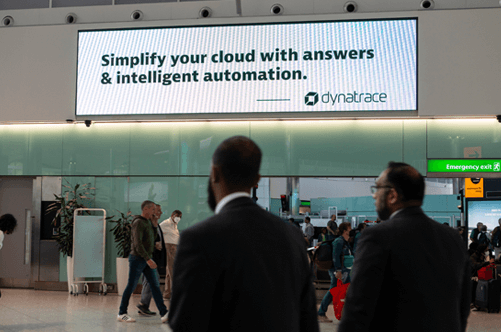 Simplify your cloud with answers
& intelligent automation.
dynatrace
Emergency exit